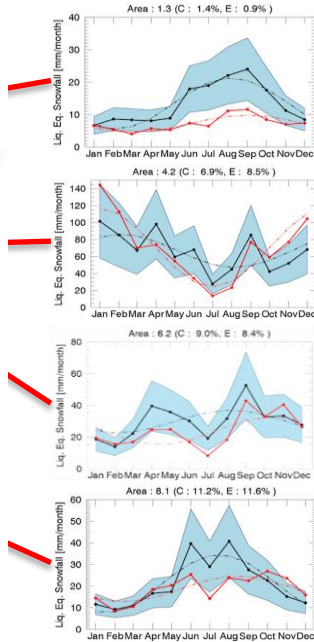 Area : 1.3 (C : 1.4%, E : 0.9%)
Liq. Eq. Snowfall [mm/month]
40
30
20
10
0
Jan Feb Mar Apr May Jun Jul Aug Sep Oct Nov Dec
Area : 4.2 (C : 6.9%, E : 8.5%)
Liq. Eq. Snowfall [mm/month]
140
120
100
80
60
40
20
0
Jan Feb Mar Apr May Jun Jul Aug Sep Oct Nov Dec
Area : 6.2 (C : 9.0%, E : 8.4%)
Liq. Eq. Snowfall [mm/month]
80
60
40
20
0
Jan Feb Mar Apr May Jun Jul Aug Sep Oct Nov Dec
Area : 8.1 (C : 11.2%, E : 11.6%)
Liq. Eq. Snowfall [mm/month]
60
50
40
30
20
10
0
Jan Feb Mar Apr May Jun Jul Aug Sep Oct Nov Dec